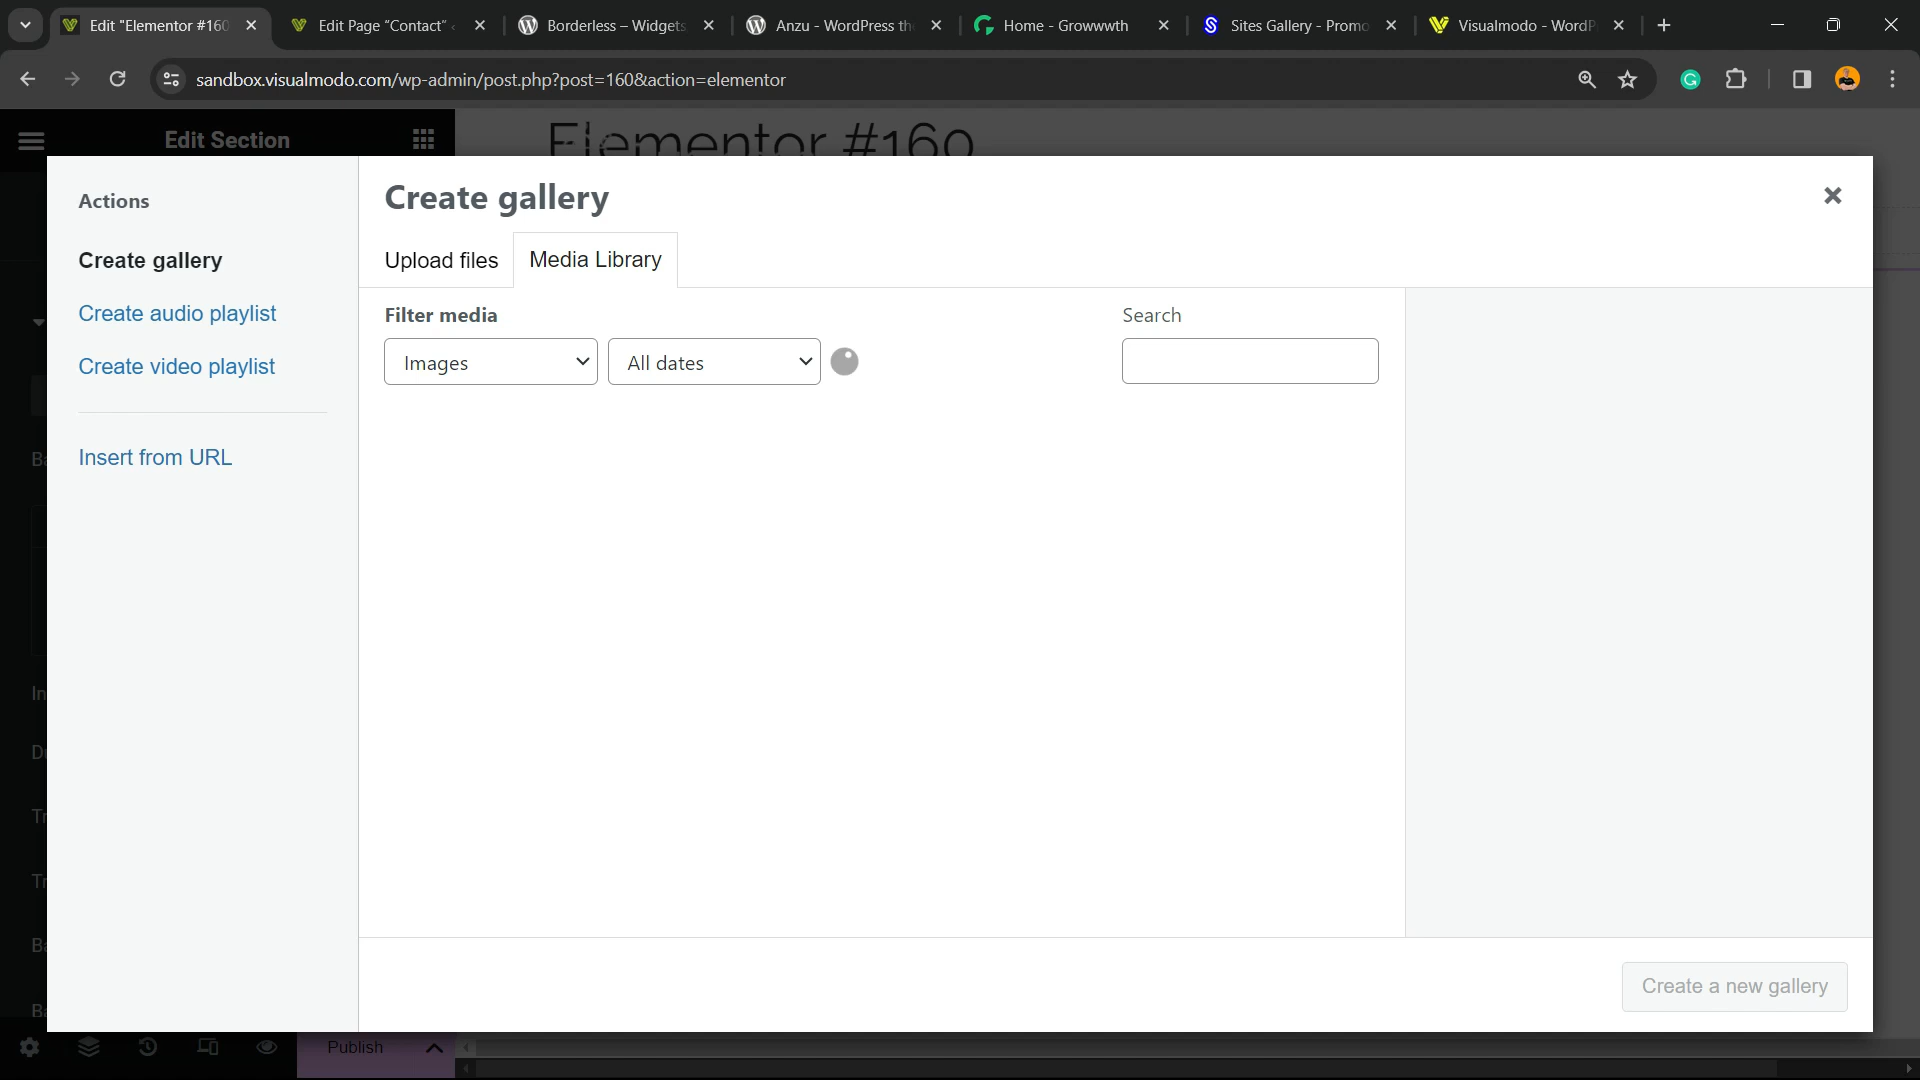 Edit "Elementor #160
Edit Page "Contact"
Borderless – Widgets
Anzu - WordPress th
Home - Growwwth
Sites Gallery - Promo
Visualmodo - WordP
sandbox.visualmodo.com/wp-admin/post.php?post=160&action=elementor
Edit Section
Elementor #160
Actions
Create gallery
Create audio playlist
Create video playlist
Insert from URL
Create gallery
Upload files
Media Library
Filter media
Search
Images
All dates
Create a new gallery
Publish